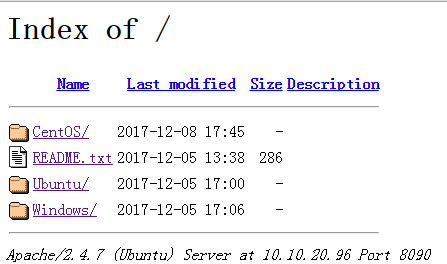 Index of /
Name Last modified Size Description
CentOS/ 2017-12-08 17:45 -
README.txt 2017-12-05 13:38 286
Ubuntu/ 2017-12-05 17:00 -
Windows/ 2017-12-05 17:06 -
Apache/2.4.7 (Ubuntu) Server at 10.10.20.96 Port 8090